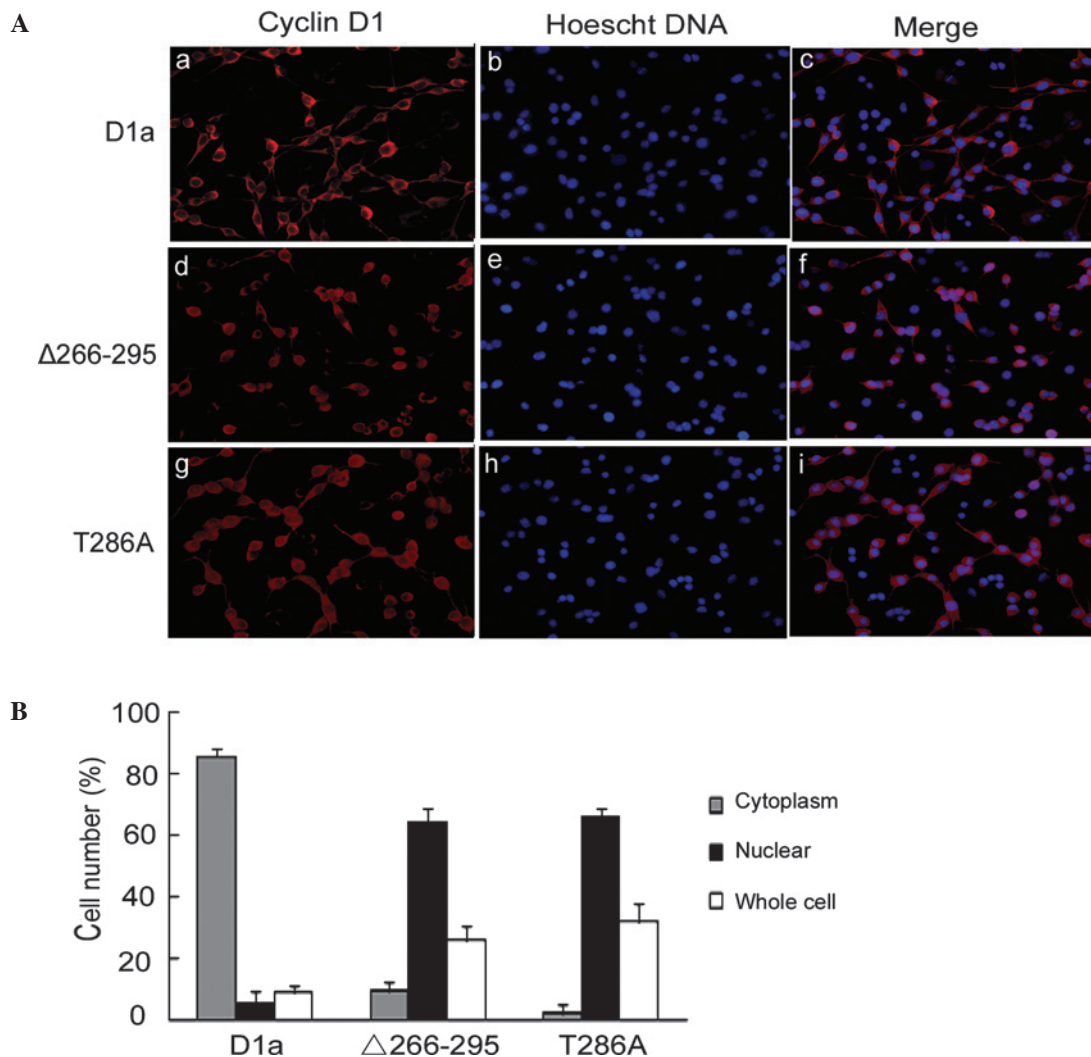 A
Cyclin D1 Hoescht DNA Merge
D1a
a b c
Δ266-295
d e f
T286A
g h i
B
Cell number (%)
100
80
60
40
20
0
D1a △266-295 T286A
Cytoplasm
Nuclear
Whole cell